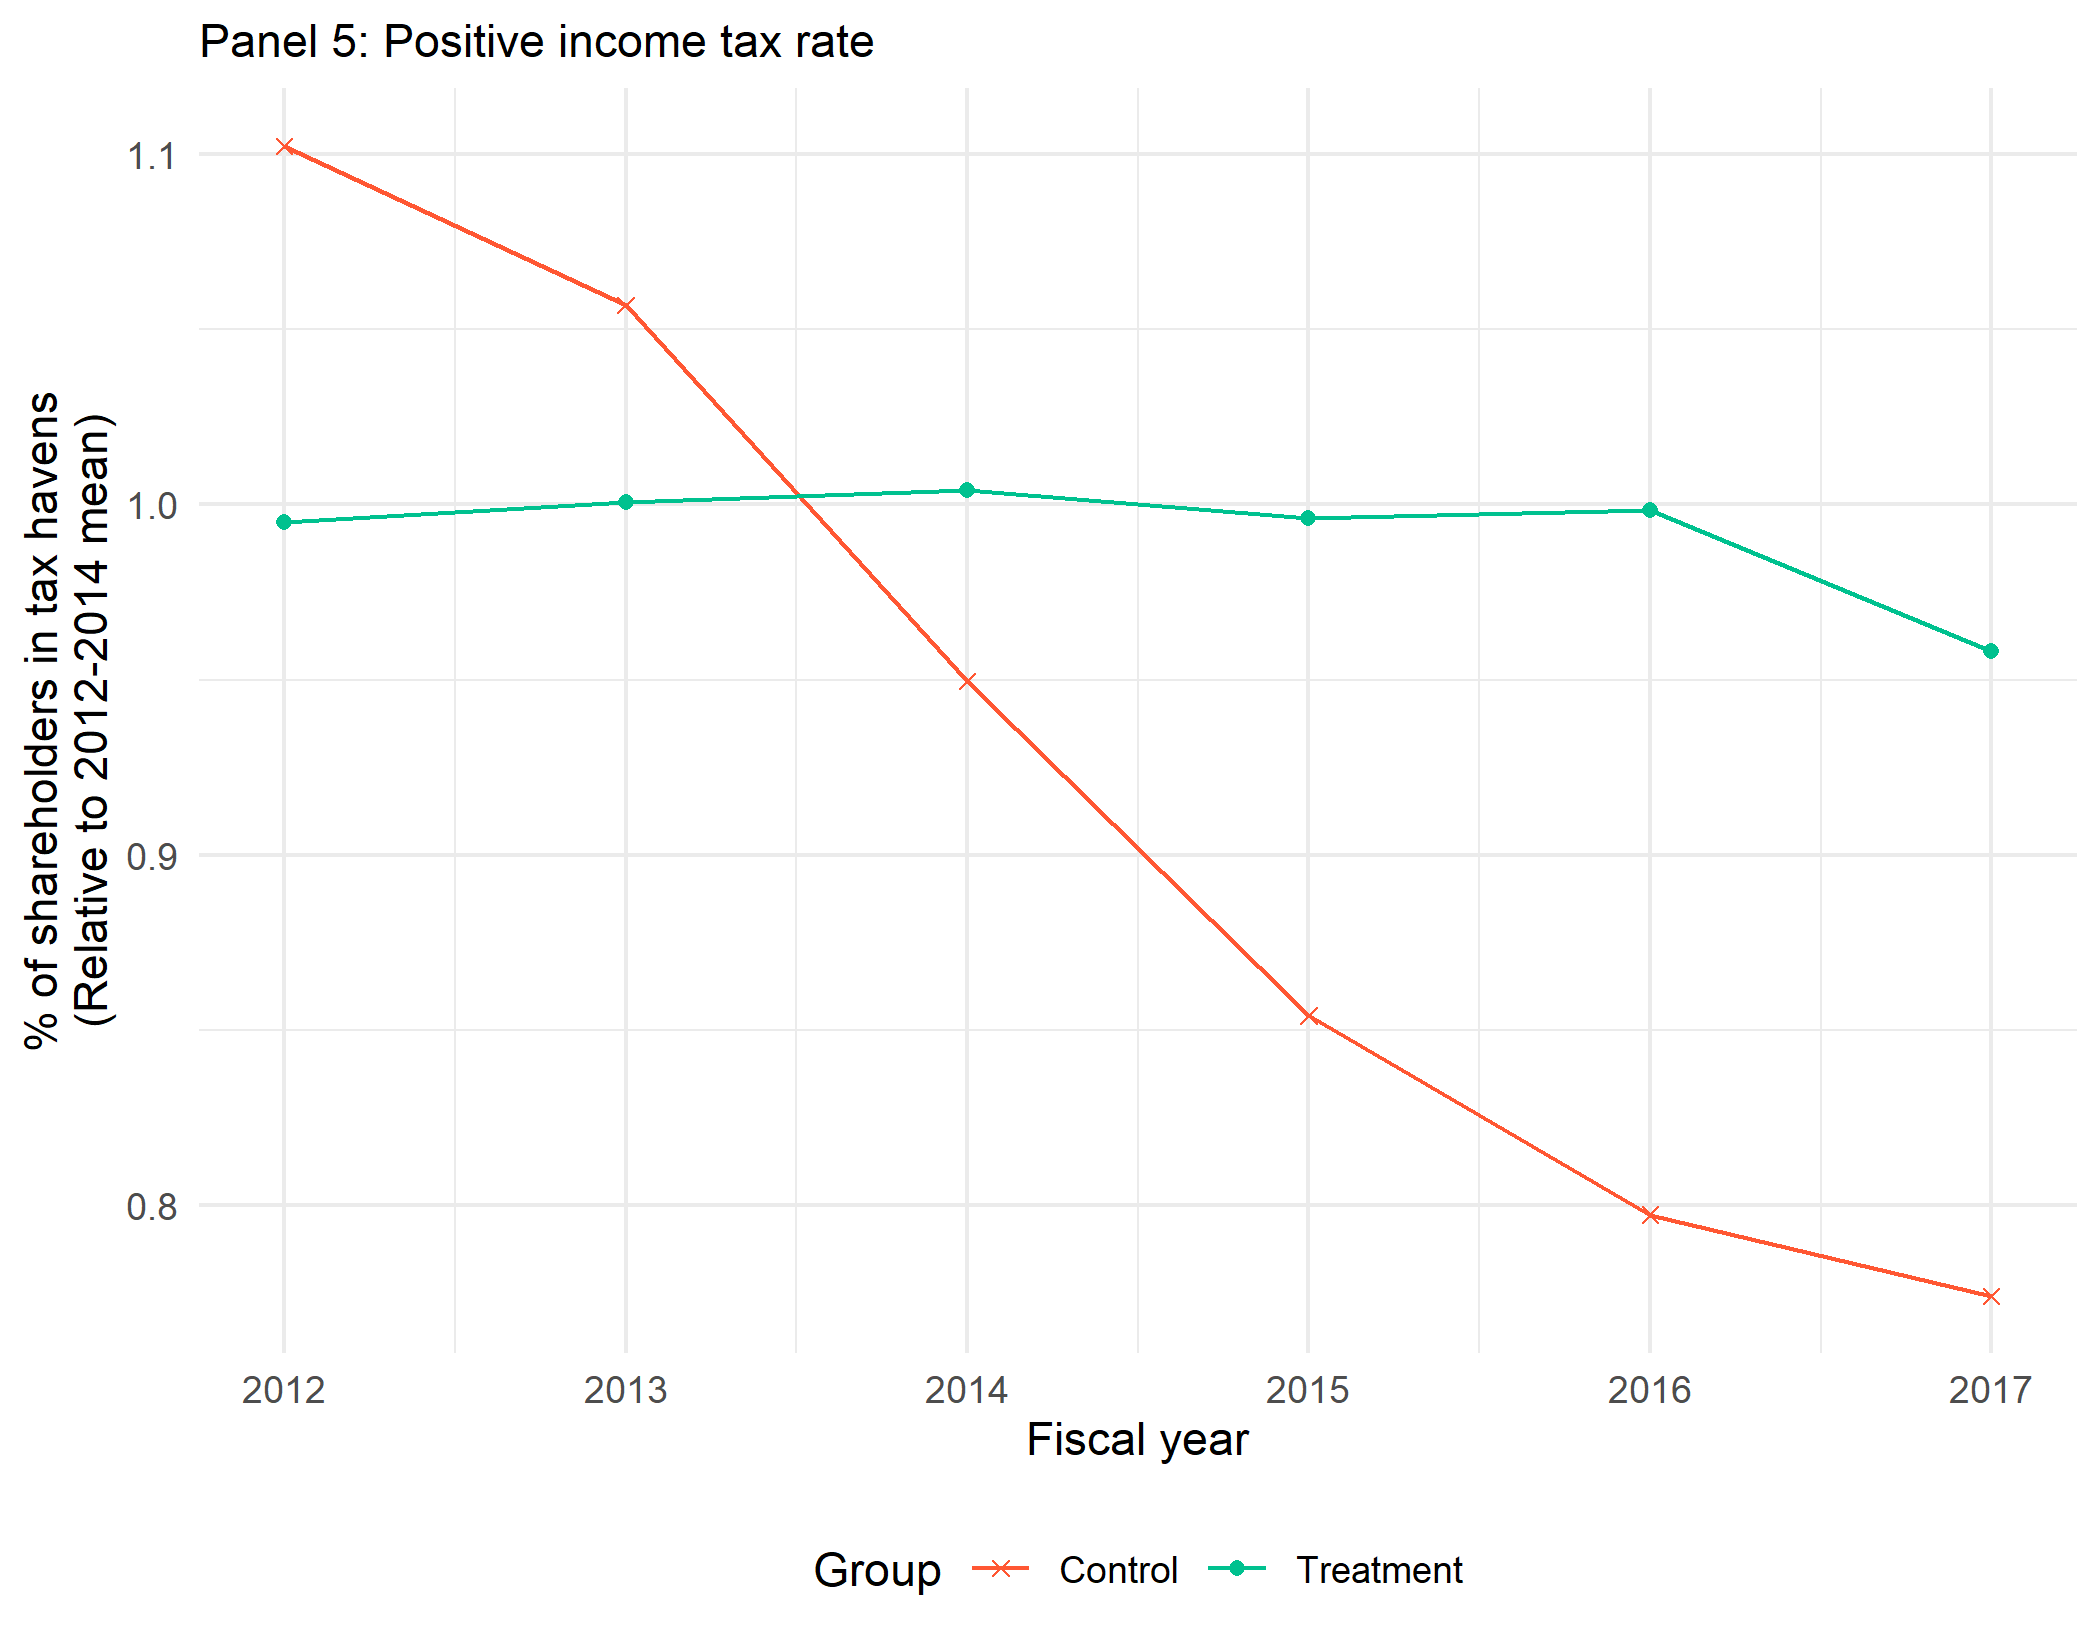 Panel 5: Positive income tax rate
% of shareholders in tax havens
(Relative to 2012-2014 mean)
1.1
1.0
0.9
0.8
2012 2013 2014 2015 2016 2017
Fiscal year
Group Control Treatment